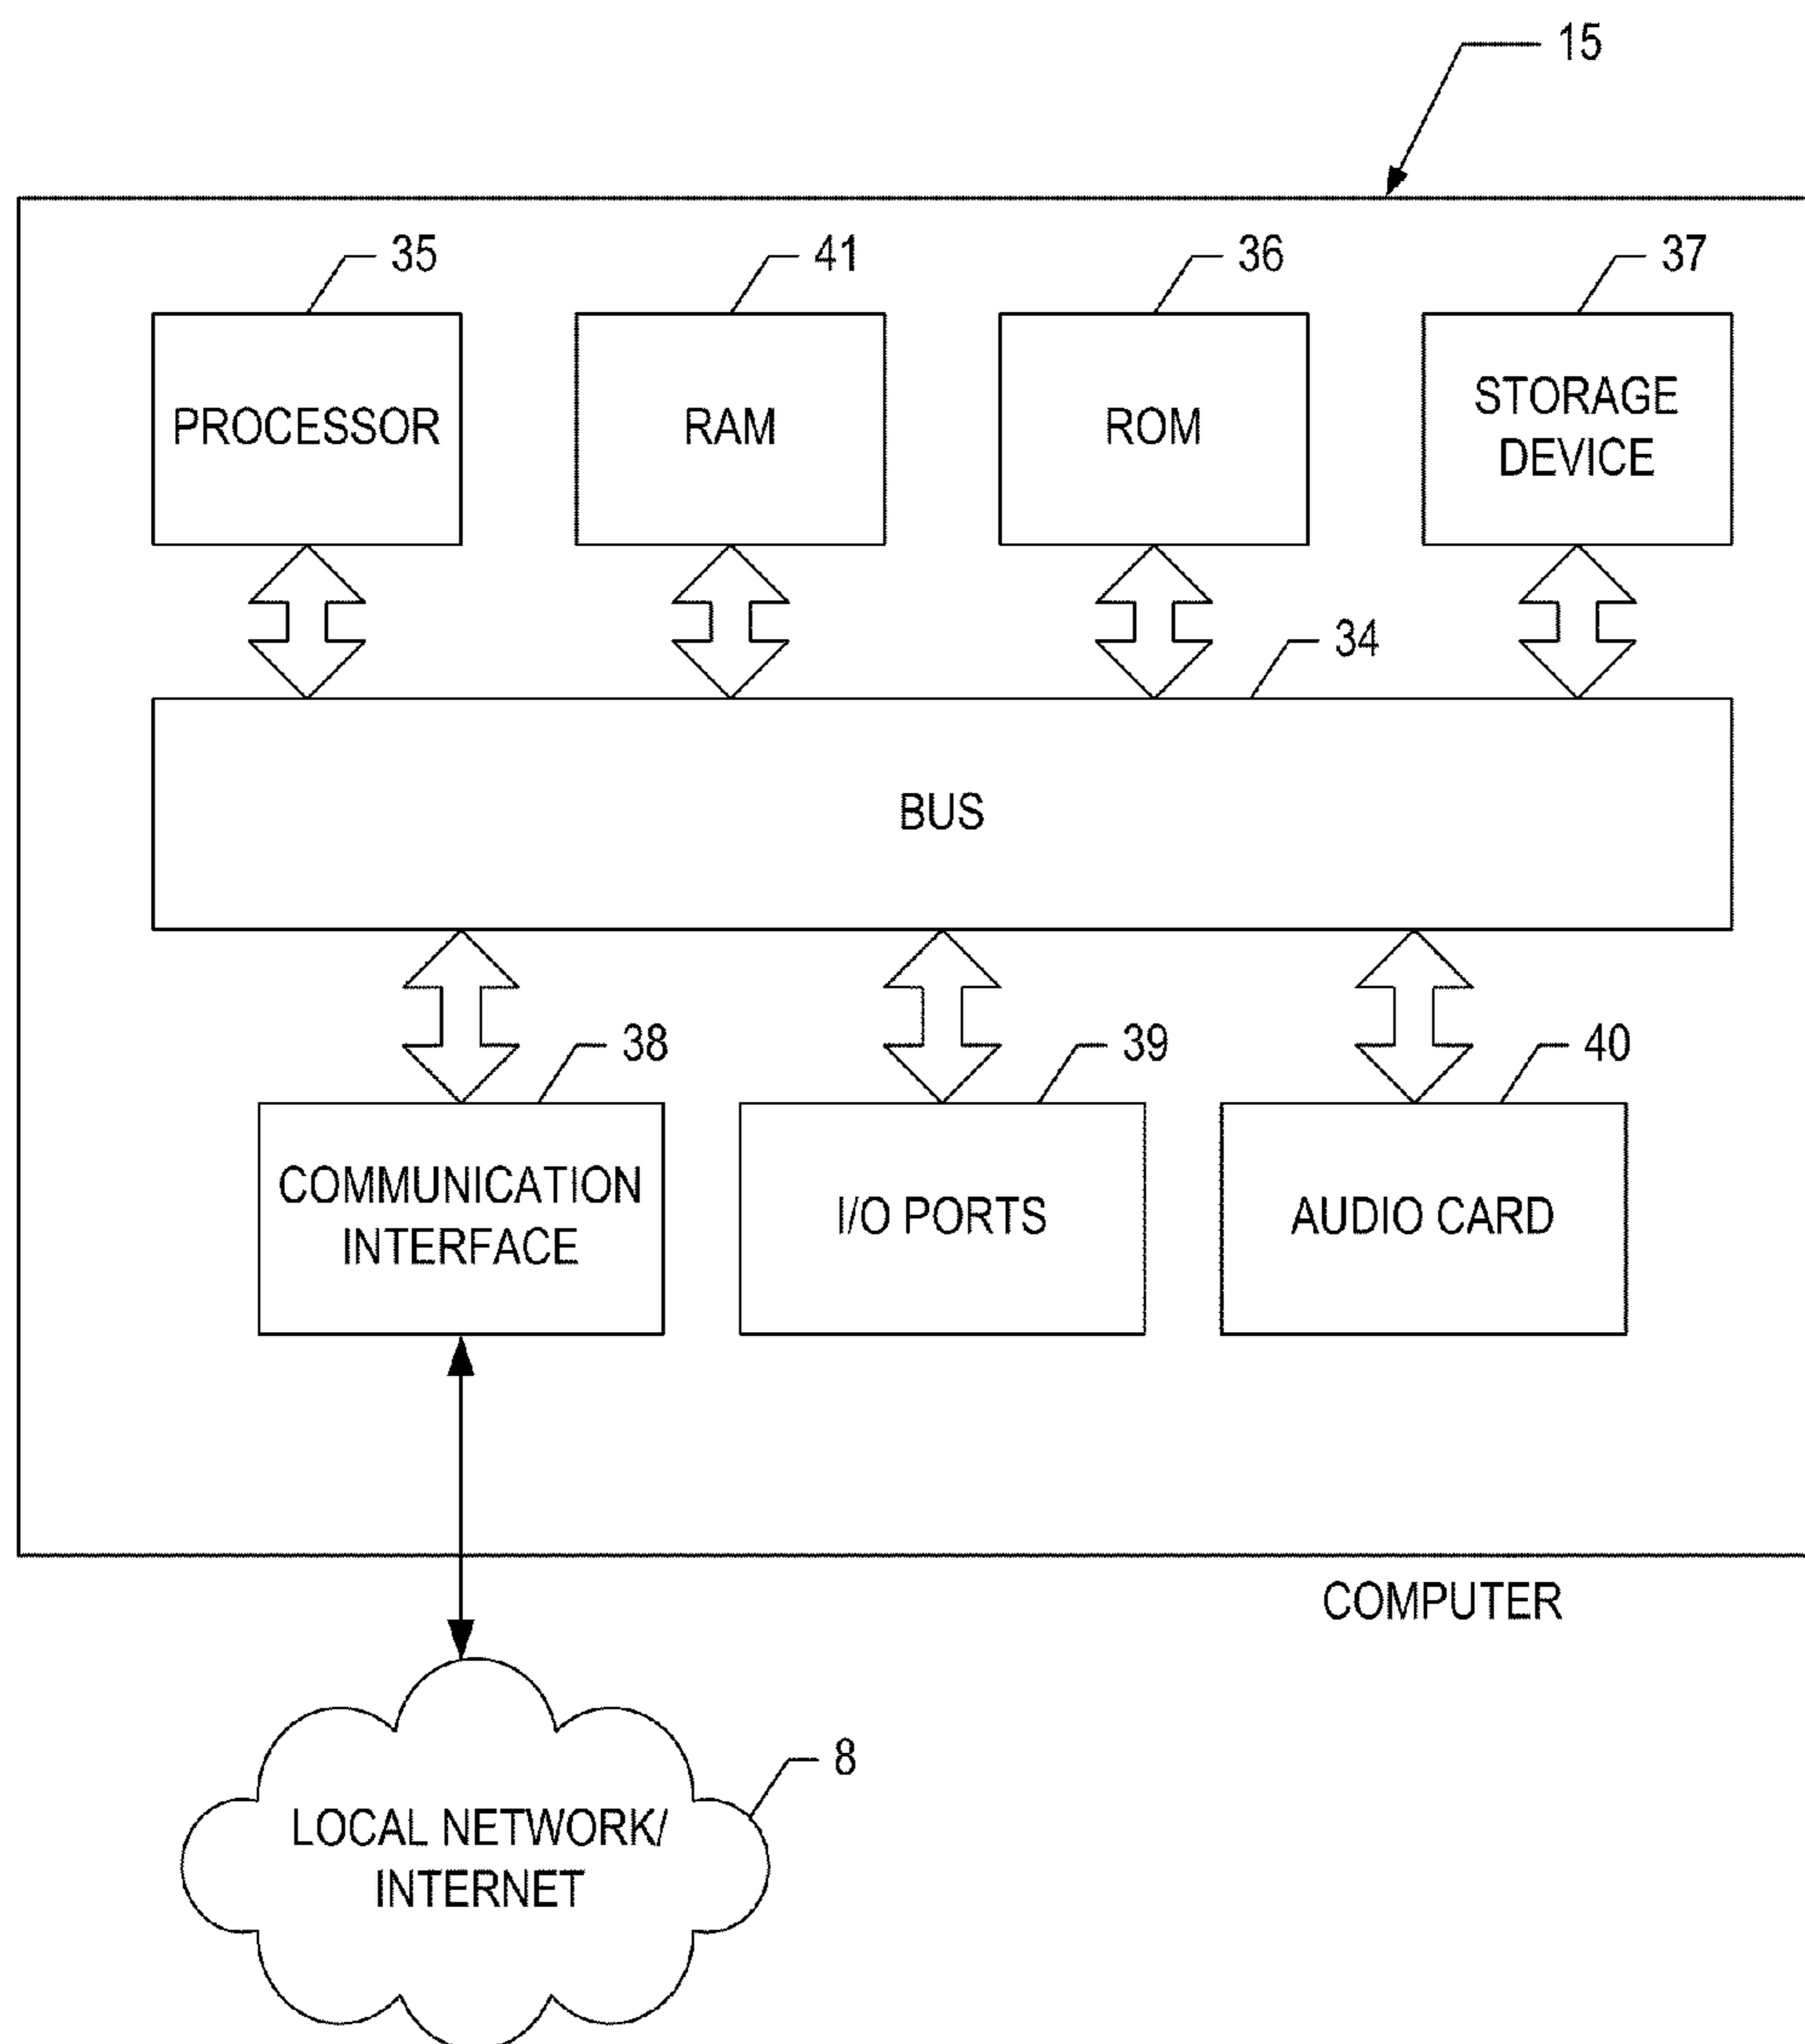 15
35
41
36
37
PROCESSOR
RAM
ROM
STORAGE
DEVICE
34
BUS
38
39
40
COMMUNICATION
INTERFACE
I/O PORTS
AUDIO CARD
COMPUTER
8
LOCAL NETWORK/
INTERNET